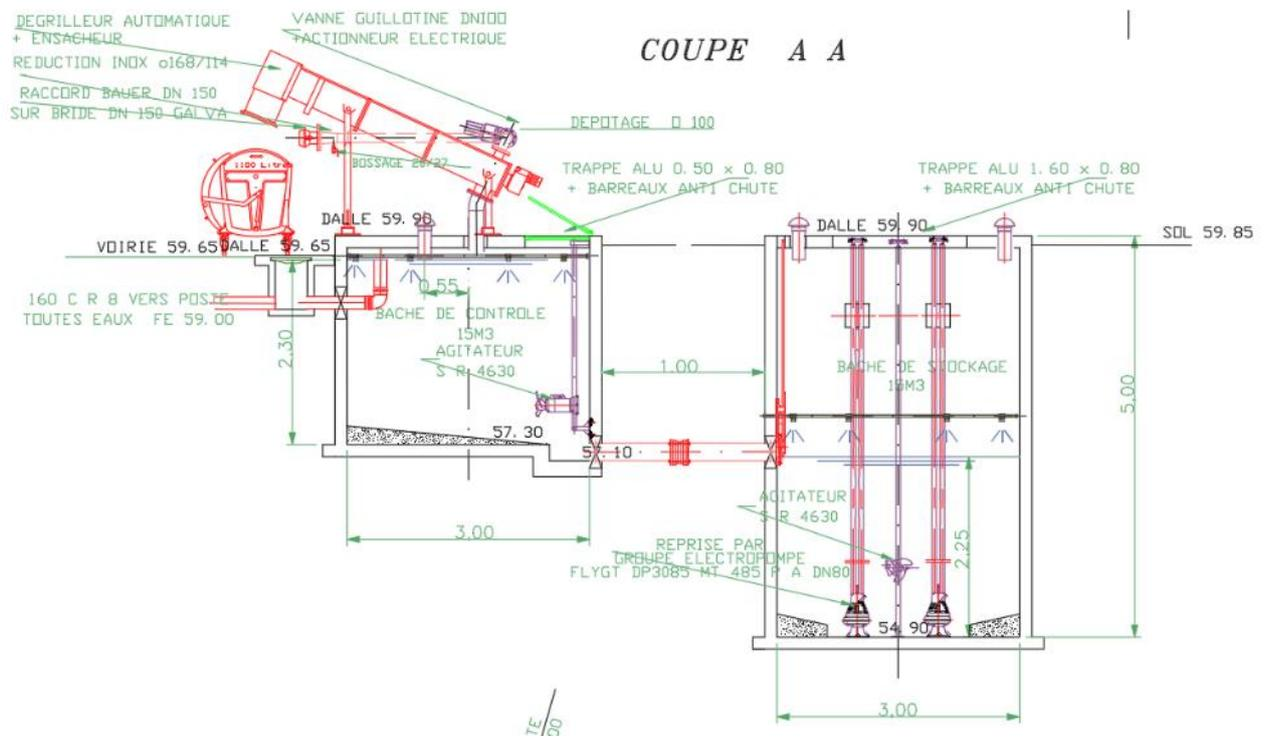 COUPE A A
DEGRILLEUR AUTOMATIQUE
+ ENSACHEUR
REDUCTION INOX ø168/114
RACCORD BAUER DN 150
SUR BRIDE DN 150 GALVA
VANNE GUILLOTINE DN100
+ACTIONNEUR ELECTRIQUE
DEPOTAGE D 100
BOSSAGE 20/27
TRAPPE ALU 0.50 x 0.80
+ BARREAUX ANTI CHUTE
TRAPPE ALU 1.60 x 0.80
+ BARREAUX ANTI CHUTE
DALLE 59.90
DALLE 59.90
SOL 59.85
VOIRIE 59.65
DALLE 59.65
160 C R 8 VERS POSTE
TOUTES EAUX FE 59.00
0.55
BACHE DE CONTROLE
15M3
AGITATEUR
S R 4630
2.30
57.30
57.10
1.00
BACHE DE STOCKAGE
15M3
5.00
3.00
AGITATEUR
S R 4630
REPRISE PAR
GROUPE ELECTROPOMPE
FLYGT DP3085 MT 485 P A DN80
2.25
54.90
3.00